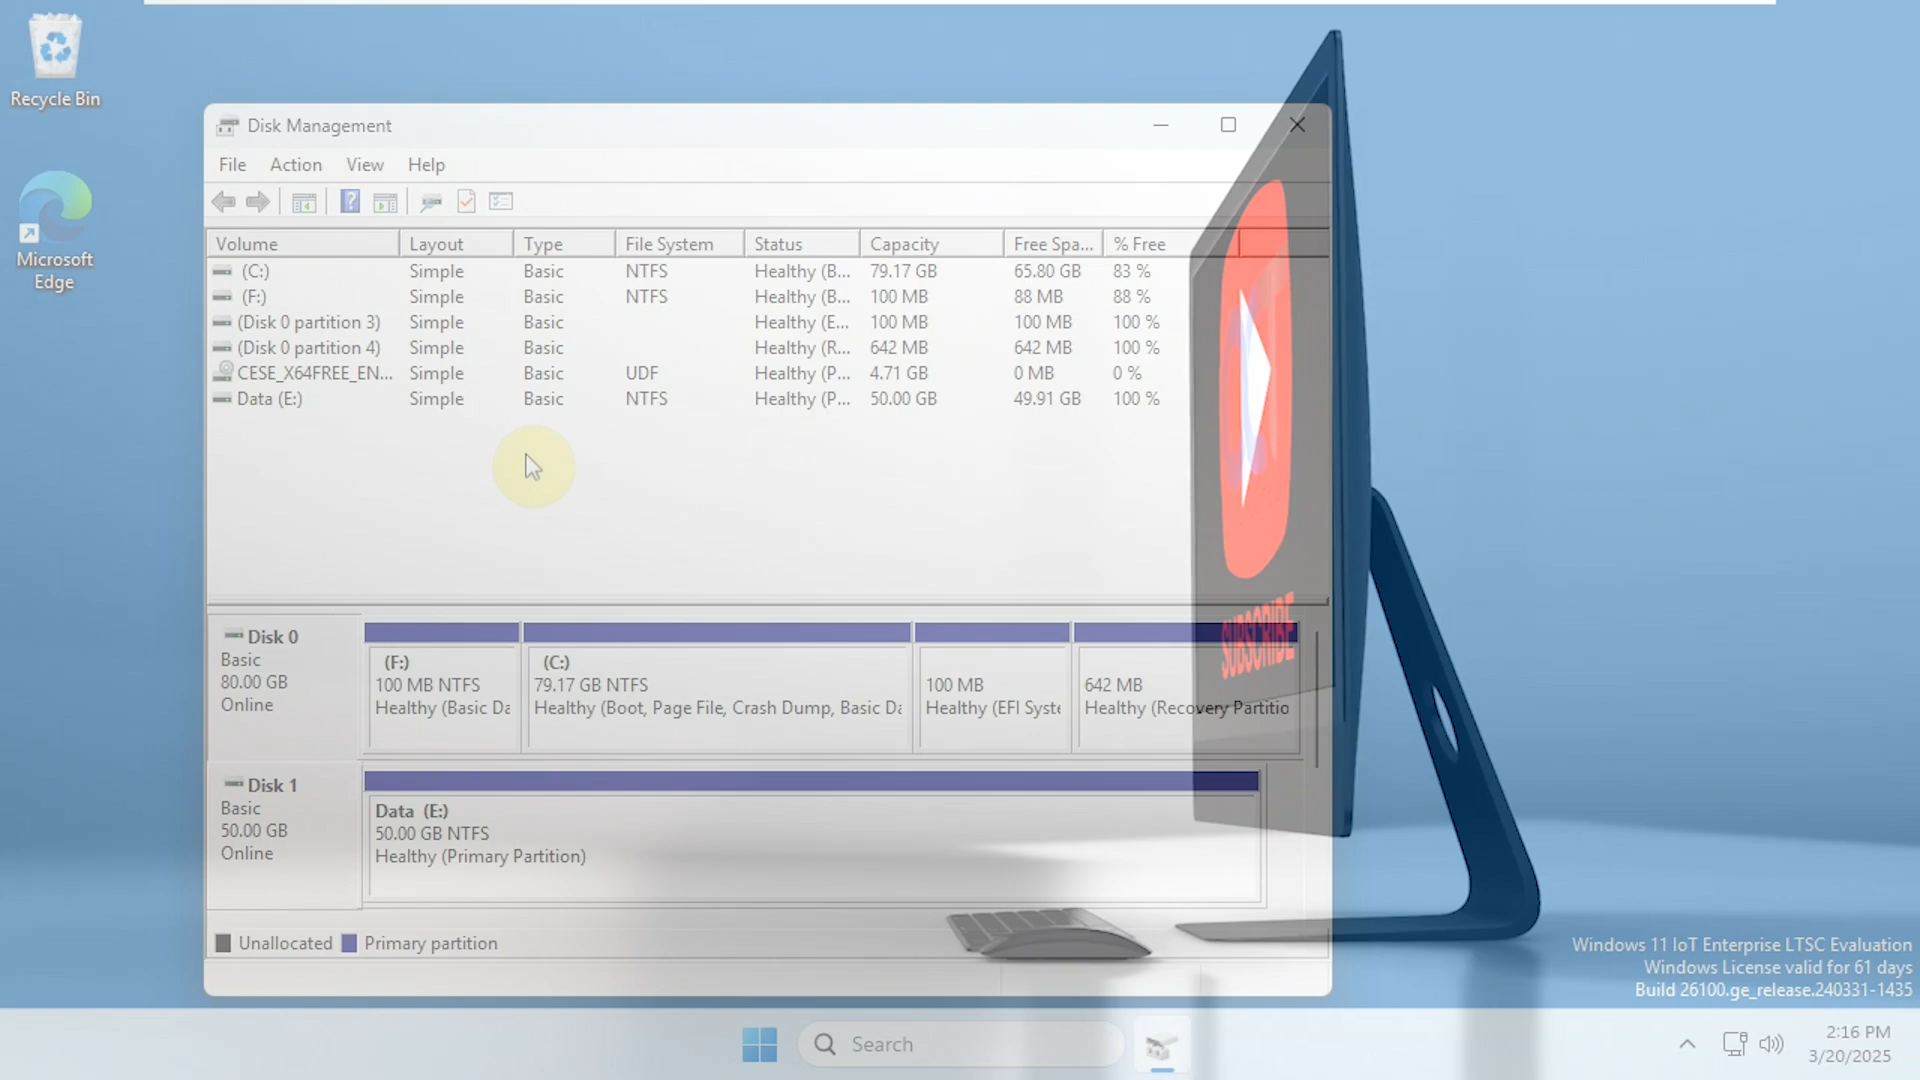 Recycle Bin
Microsoft
Edge
Disk Management
File Action View Help
Volume Layout Type File System Status Capacity Free Spa... % Free
(C:) Simple Basic NTFS Healthy (B... 79.17 GB 65.80 GB 83 %
(F:) Simple Basic NTFS Healthy (B... 100 MB 88 MB 88 %
(Disk 0 partition 3) Simple Basic Healthy (E... 100 MB 100 MB 100 %
(Disk 0 partition 4) Simple Basic Healthy (R... 642 MB 642 MB 100 %
CESE_X64FREE_EN... Simple Basic UDF Healthy (P... 4.71 GB 0 MB 0 %
Data (E:) Simple Basic NTFS Healthy (P... 50.00 GB 49.91 GB 100 %
SUBSCRIBE
Disk 0
Basic
80.00 GB
Online
(F:)
100 MB NTFS
Healthy (Basic Da
(C:)
79.17 GB NTFS
Healthy (Boot, Page File, Crash Dump, Basic Da
100 MB
Healthy (EFI Syste
642 MB
Healthy (Recovery Partitio
Disk 1
Basic
50.00 GB
Online
Data (E:)
50.00 GB NTFS
Healthy (Primary Partition)
Unallocated Primary partition
Windows 11 IoT Enterprise LTSC Evaluation
Windows License valid for 61 days
Build 26100.ge_release.240331-1435
Search
2:16 PM
3/20/2025